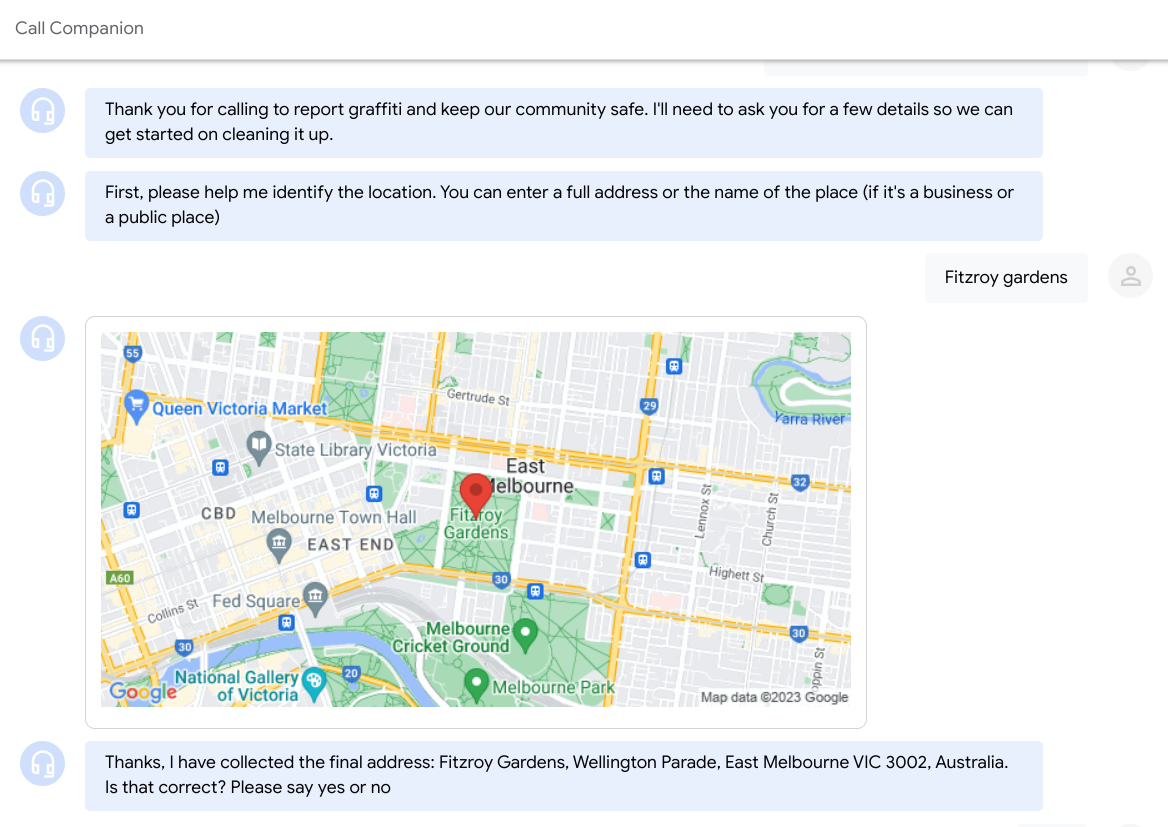 Call Companion
Thank you for calling to report graffiti and keep our community safe. I'll need to ask you for a few details so we can
get started on cleaning it up.
First, please help me identify the location. You can enter a full address or the name of the place (if it's a business or
a public place)
Fitzroy gardens
55
Queen Victoria Market
Gertrude St
29
Yarra River
State Library Victoria
East
Melbourne
32
CBD
Melbourne Town Hall
Fitzroy
Gardens
EAST END
Lennox St
Church St
A60
30
Highett St
Collins St
Fed Square
Melbourne
Cricket Ground
30
30
20
National Gallery
of Victoria
Melbourne Park
Google
Map data ©2023 Google
Thanks, I have collected the final address: Fitzroy Gardens, Wellington Parade, East Melbourne VIC 3002, Australia.
Is that correct? Please say yes or no